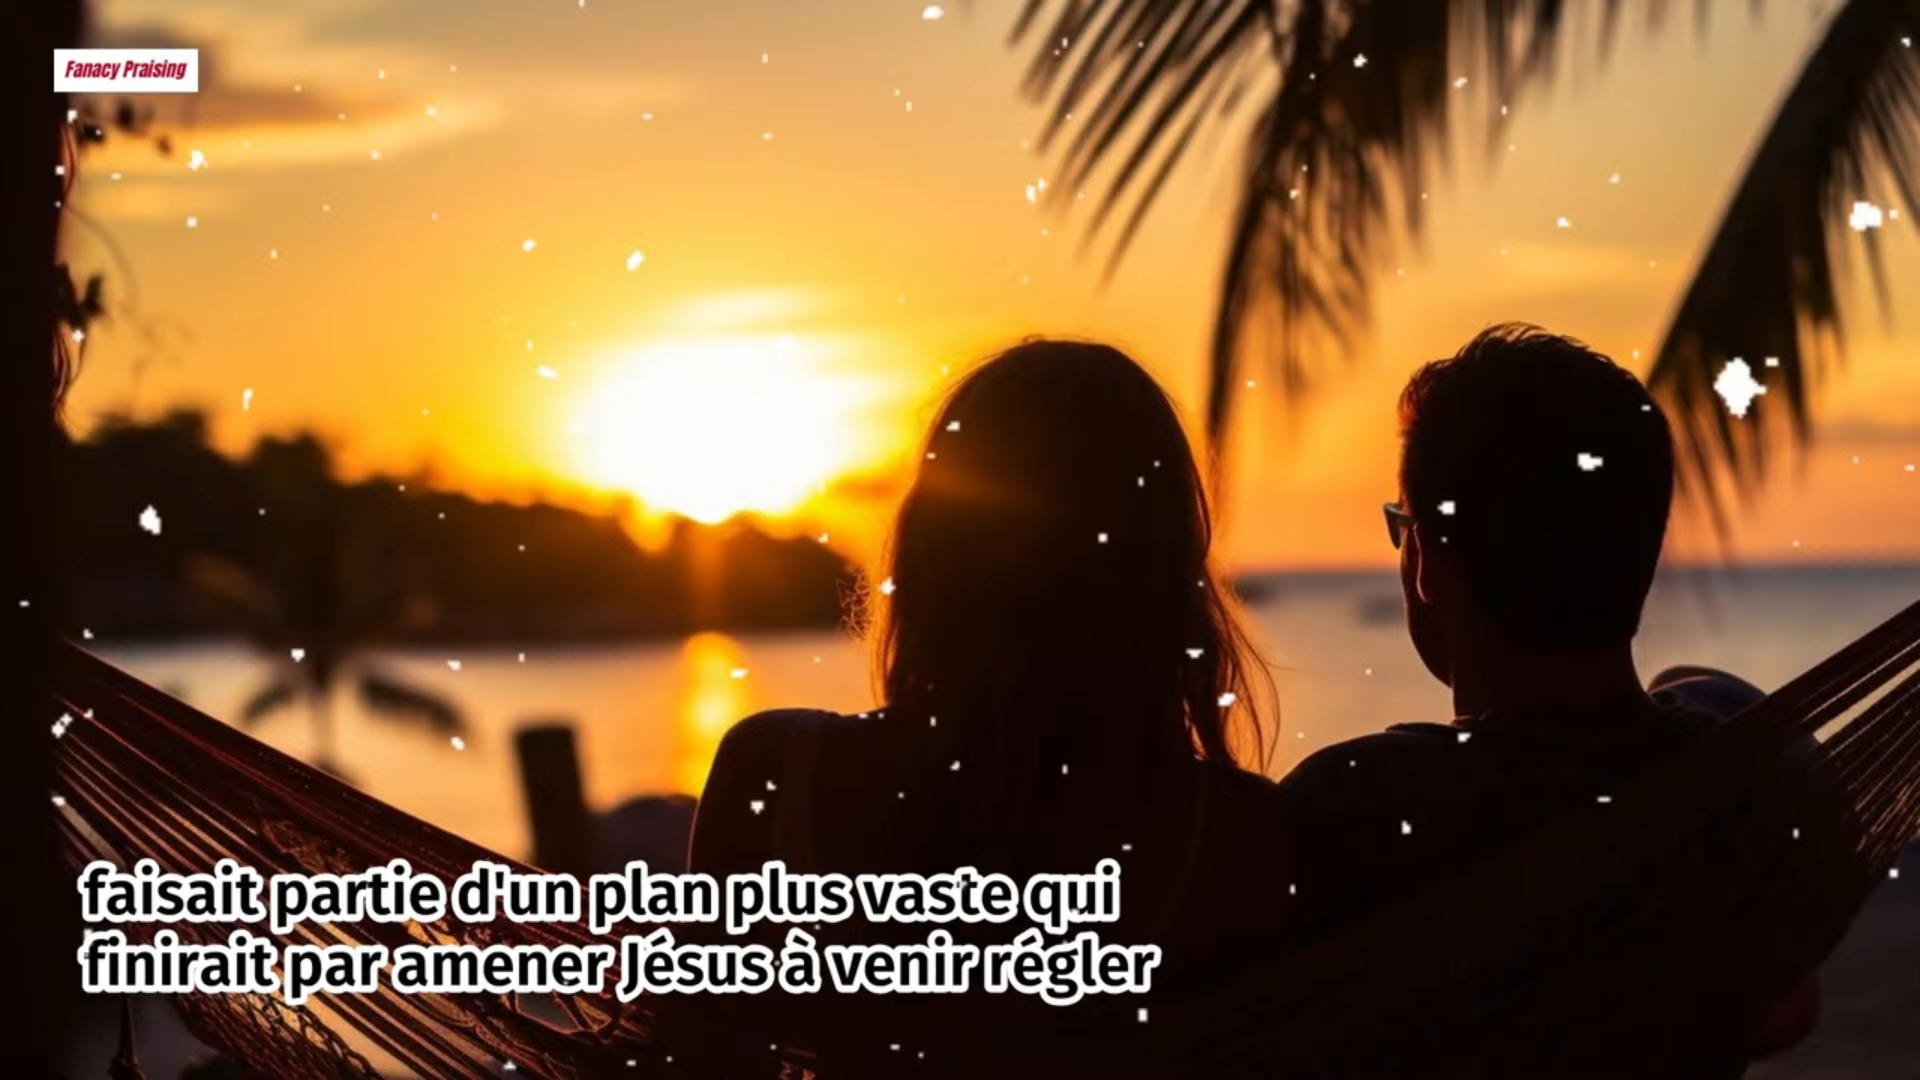 Fanacy Praising
faisait partie d'un plan plus vaste qui
finirait par amener Jésus à venir régler